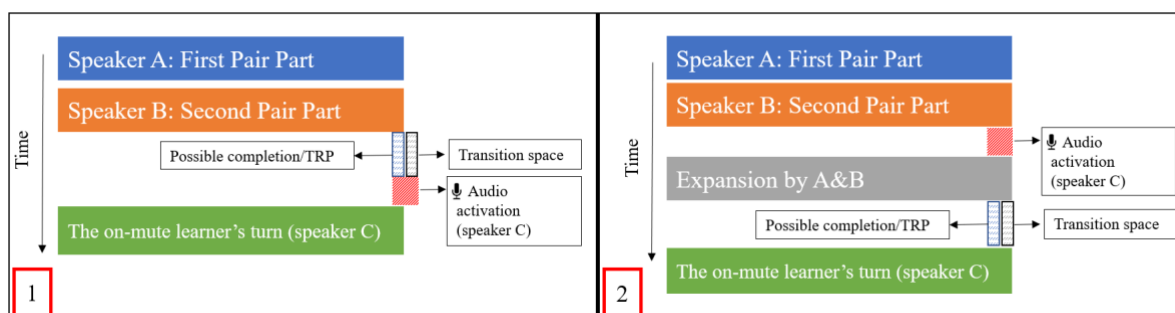 Speaker A: First Pair Part
Speaker B: Second Pair Part
Time
Possible completion/TRP
Transition space
Audio
activation
(speaker C)
The on-mute learner's turn (speaker C)
1
Speaker A: First Pair Part
Speaker B: Second Pair Part
Time
Audio
activation
(speaker C)
Expansion by A&B
Possible completion/TRP
Transition space
The on-mute learner's turn (speaker C)
2